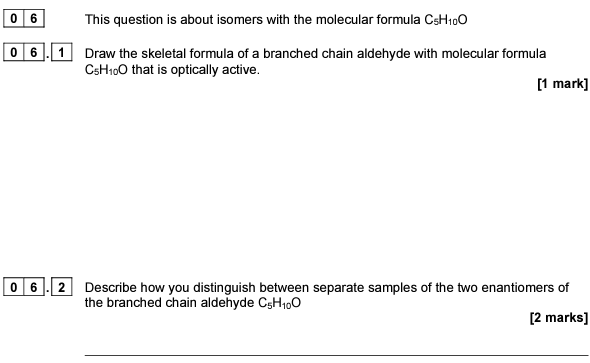 0 6 This question is about isomers with the molecular formula C₅H₁₀O
0 6 . 1 Draw the skeletal formula of a branched chain aldehyde with molecular formula
C₅H₁₀O that is optically active.
[1 mark]
0 6 . 2 Describe how you distinguish between separate samples of the two enantiomers of
the branched chain aldehyde C₅H₁₀O
[2 marks]